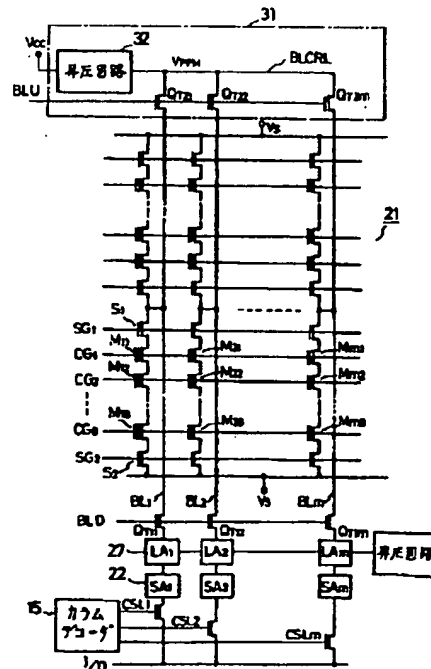 31
Vcc
32
昇圧回路
VPPM
BLCRL
BLU
QT21
QT22
QT2m
Vs
21
S1
SG1
M11
M21
Mm1
CG1
M12
M22
Mm2
CG2
M18
M28
Mm8
CG8
SG2
S2
Vs
BL1
BL2
BLm
BLD
QT11
QT12
QT1m
27
LA1
LA2
LAm
昇圧回路
22
SA1
SA2
SAm
15
カラム
デコーダ
CSL1
CSL2
CSLm
I/O